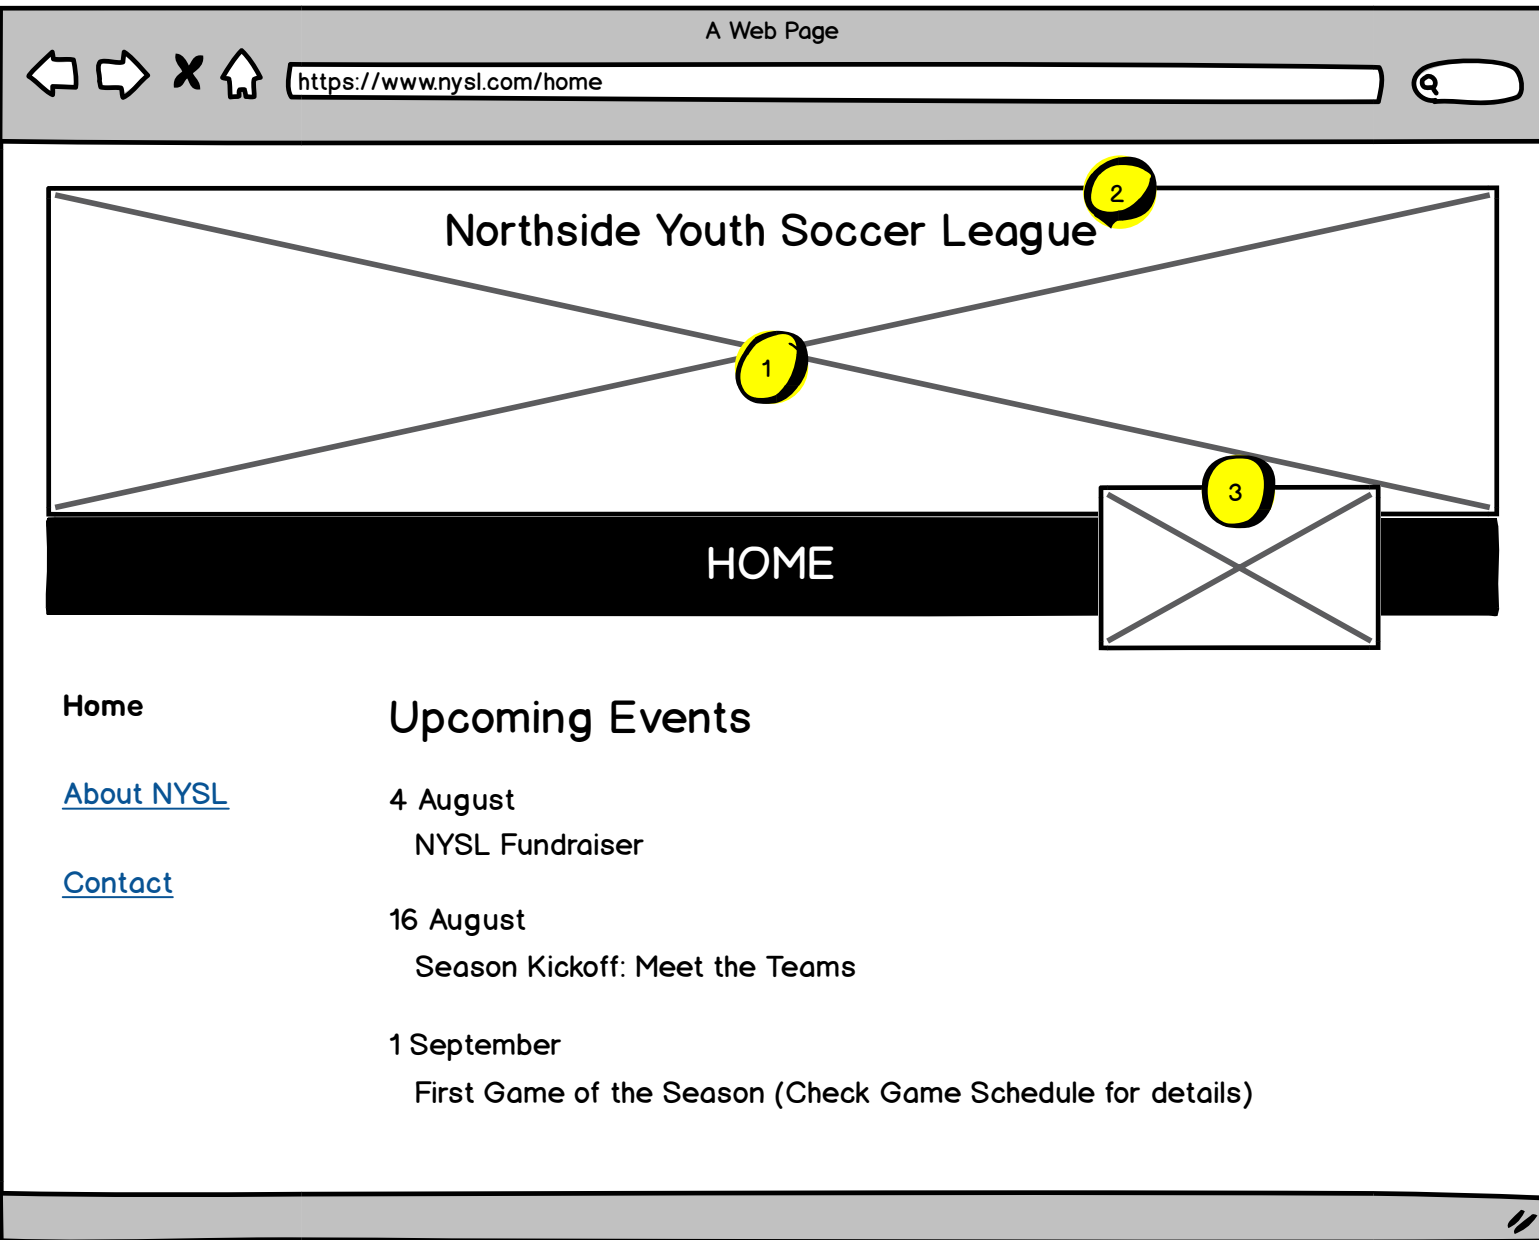 A Web Page
https://www.nysl.com/home
2
Northside Youth Soccer League
1
3
HOME
Home
Upcoming Events
About NYSL
4 August
NYSL Fundraiser
Contact
16 August
Season Kickoff: Meet the Teams
1 September
First Game of the Season (Check Game Schedule for details)